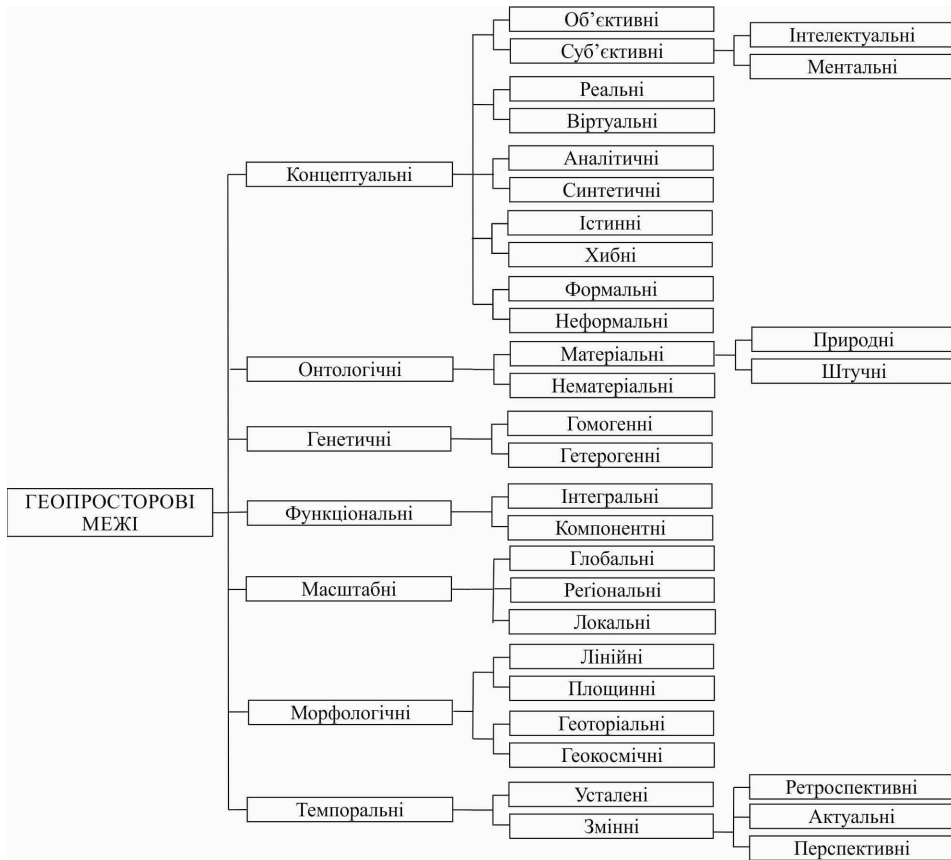 Об’єктивні
Суб’єктивні
Інтелектуальні
Ментальні
Реальні
Віртуальні
Концептуальні
Аналітичні
Синтетичні
Істинні
Хибні
Формальні
Неформальні
Онтологічні
Матеріальні
Нематеріальні
Природні
Штучні
Генетичні
Гомогенні
Гетерогенні
ГЕОПРОСТОРОВІ
МЕЖІ
Функціональні
Інтегральні
Компонентні
Масштабні
Глобальні
Реґіональні
Локальні
Морфологічні
Лінійні
Площинні
Геоторіальні
Геокосмічні
Темпоральні
Усталені
Змінні
Ретроспективні
Актуальні
Перспективні